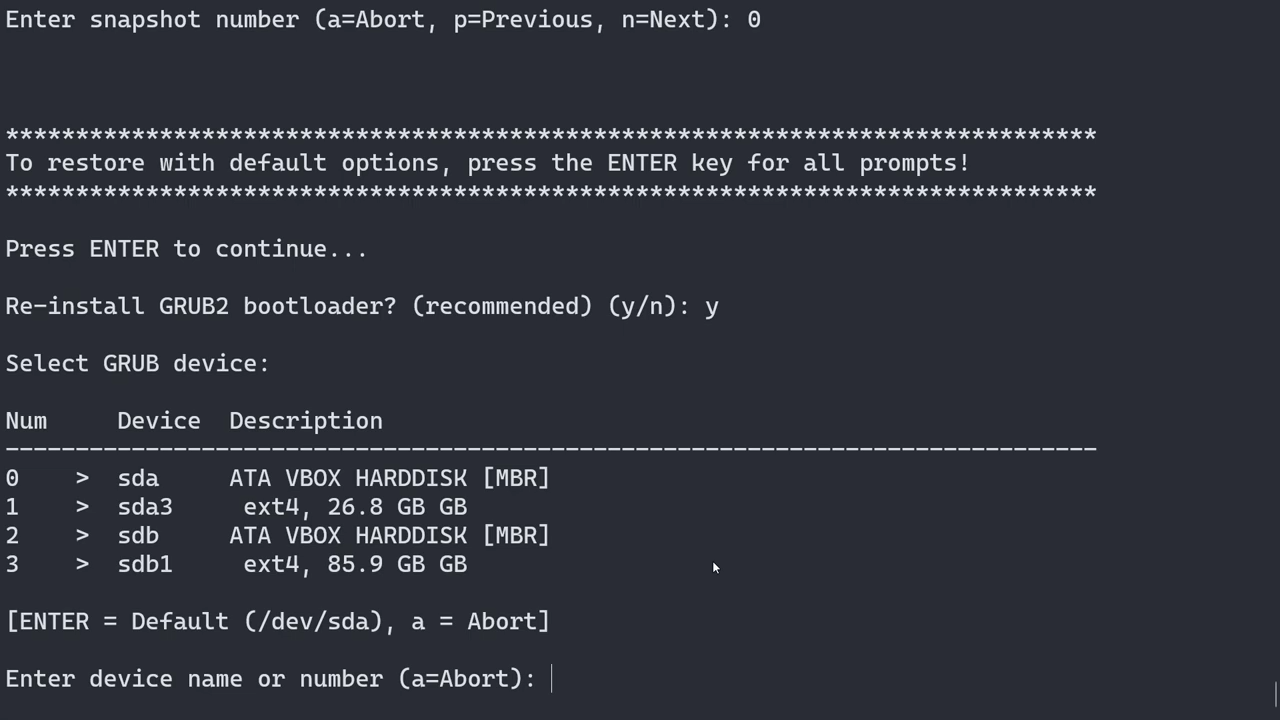 Enter snapshot number (a=Abort, p=Previous, n=Next): 0
******************************************************************************
To restore with default options, press the ENTER key for all prompts!
******************************************************************************
Press ENTER to continue...
Re-install GRUB2 bootloader? (recommended) (y/n): y
Select GRUB device:
Num     Device  Description
------------------------------------------------------------------------------
0    >  sda     ATA VBOX HARDDISK [MBR]
1    >  sda3     ext4, 26.8 GB GB
2    >  sdb     ATA VBOX HARDDISK [MBR]
3    >  sdb1     ext4, 85.9 GB GB
[ENTER = Default (/dev/sda), a = Abort]
Enter device name or number (a=Abort):